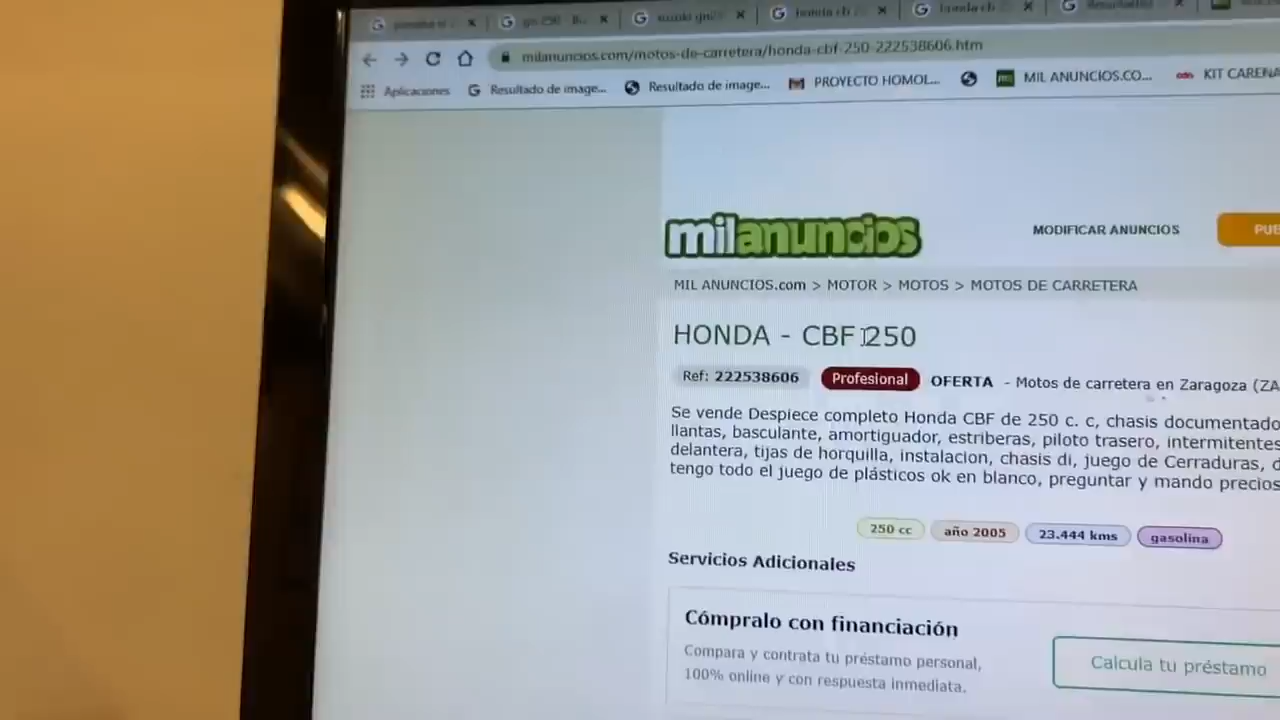 honda cb
milanuncios.com/motos-de-carretera/honda-cbf-250-222538606.htm
Aplicaciones Resultado de image... Resultado de image... PROYECTO HOMOL... MIL ANUNCIOS.CO... KIT CARENA
milanuncios
MODIFICAR ANUNCIOS
PUB
MIL ANUNCIOS.com > MOTOR > MOTOS > MOTOS DE CARRETERA
HONDA - CBF 250
Ref: 222538606 Profesional OFERTA - Motos de carretera en Zaragoza (ZA
Se vende Despiece completo Honda CBF de 250 c. c, chasis documentado
llantas, basculante, amortiguador, estriberas, piloto trasero, intermitentes
delantera, tijas de horquilla, instalacion, chasis di, juego de Cerraduras, d
tengo todo el juego de plásticos ok en blanco, preguntar y mando precios
250 cc año 2005 23.444 kms gasolina
Servicios Adicionales
Cómpralo con financiación
Compara y contrata tu préstamo personal,
100% online y con respuesta inmediata.
Calcula tu préstamo